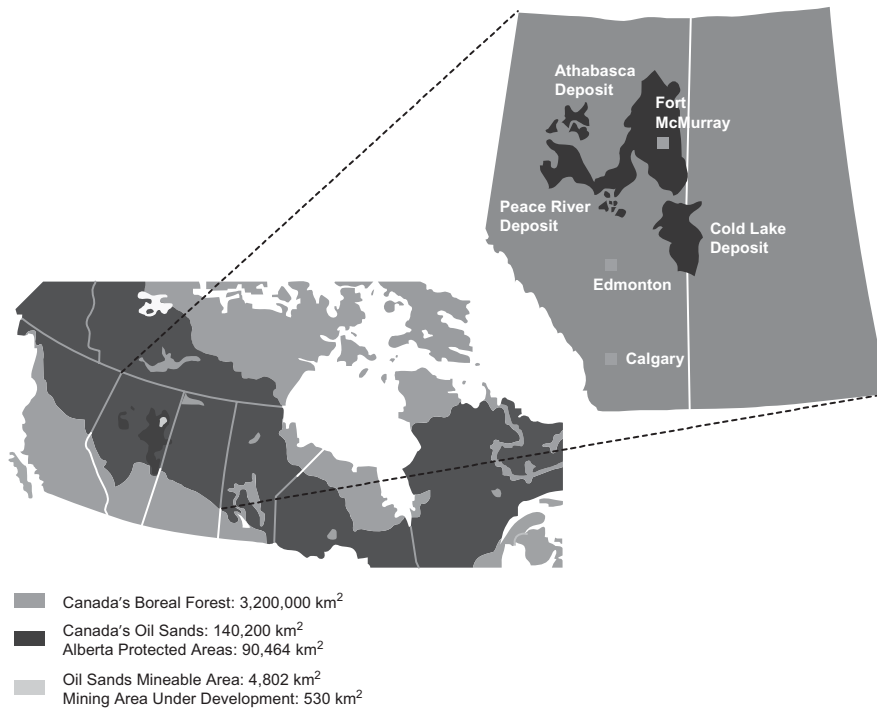 Athabasca
Deposit
Fort
McMurray
Peace River
Deposit
Cold Lake
Deposit
Edmonton
Calgary
Canada's Boreal Forest: 3,200,000 km²
Canada's Oil Sands: 140,200 km²
Alberta Protected Areas: 90,464 km²
Oil Sands Mineable Area: 4,802 km²
Mining Area Under Development: 530 km²